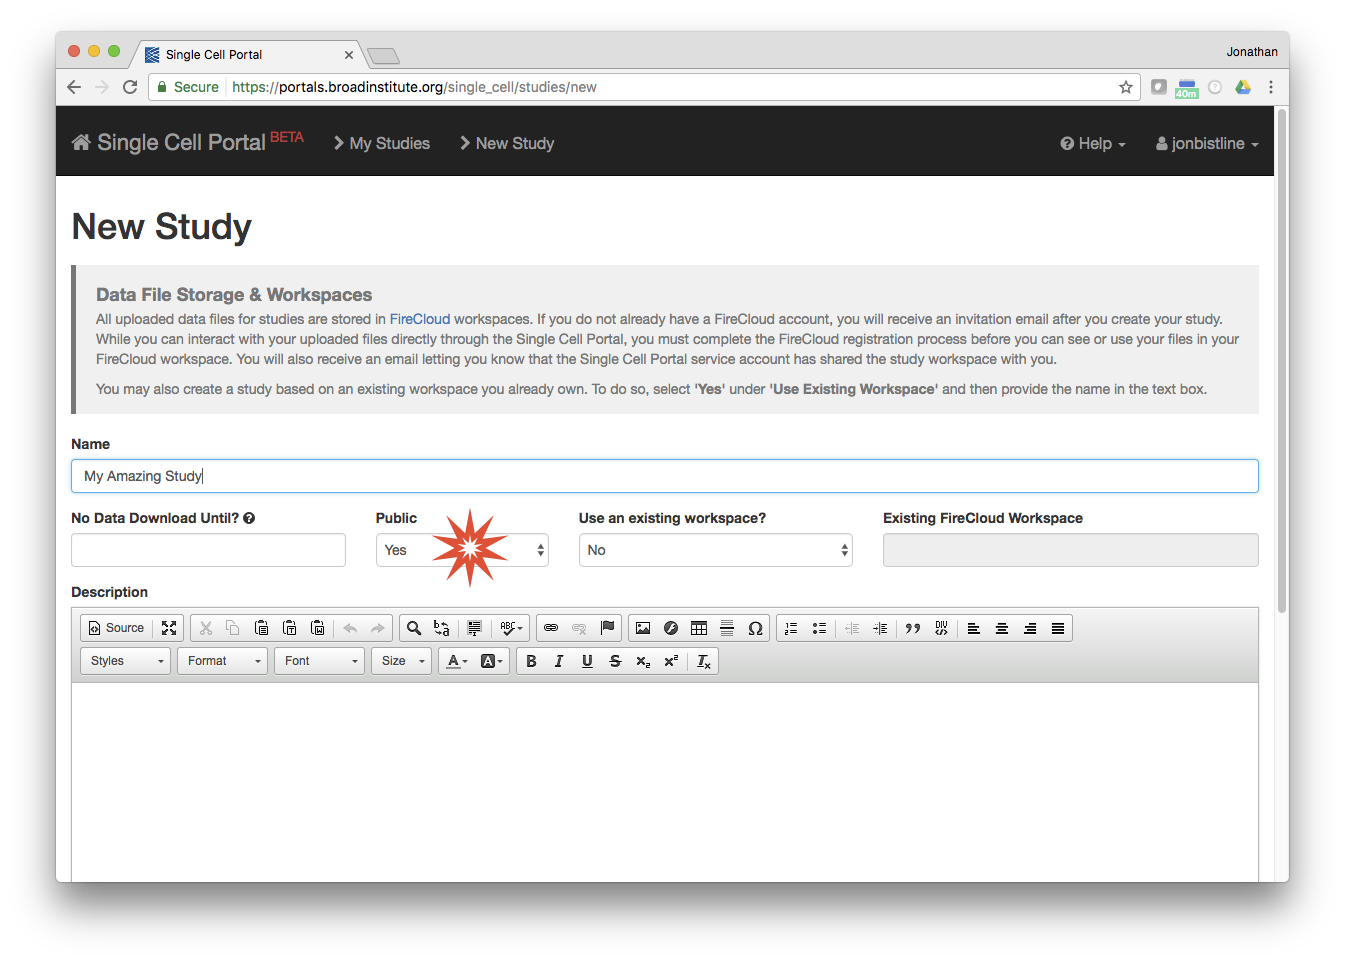 Single Cell Portal
Jonathan
Secure https://portals.broadinstitute.org/single_cell/studies/new
40m
Single Cell Portal BETA My Studies New Study Help jonbistline
New Study
Data File Storage & Workspaces
All uploaded data files for studies are stored in FireCloud workspaces. If you do not already have a FireCloud account, you will receive an invitation email after you create your study.
While you can interact with your uploaded files directly through the Single Cell Portal, you must complete the FireCloud registration process before you can see or use your files in your
FireCloud workspace. You will also receive an email letting you know that the Single Cell Portal service account has shared the study workspace with you.
You may also create a study based on an existing workspace you already own. To do so, select 'Yes' under 'Use Existing Workspace' and then provide the name in the text box.
Name
My Amazing Study
No Data Download Until? Public Use an existing workspace? Existing FireCloud Workspace
Yes No
Description
Source
Styles Format Font Size A A B I U S x₂ x² Tx